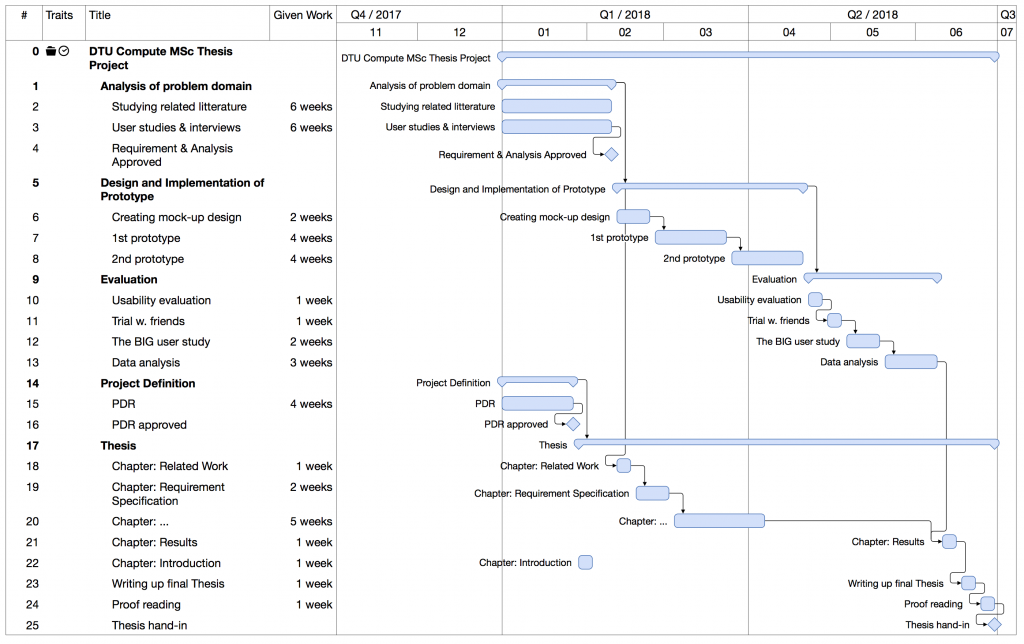 # Traits Title Given Work Q4 / 2017 Q1 / 2018 Q2 / 2018 Q3
11 12 01 02 03 04 05 06 07
0 DTU Compute MSc Thesis
Project
DTU Compute MSc Thesis Project
1 Analysis of problem domain Analysis of problem domain
2 Studying related litterature 6 weeks Studying related litterature
3 User studies & interviews 6 weeks User studies & interviews
4 Requirement & Analysis
Approved
Requirement & Analysis Approved
5 Design and Implementation of
Prototype
Design and Implementation of Prototype
6 Creating mock-up design 2 weeks Creating mock-up design
7 1st prototype 4 weeks 1st prototype
8 2nd prototype 4 weeks 2nd prototype
9 Evaluation Evaluation
10 Usability evaluation 1 week Usability evaluation
11 Trial w. friends 1 week Trial w. friends
12 The BIG user study 2 weeks The BIG user study
13 Data analysis 3 weeks Data analysis
14 Project Definition Project Definition
15 PDR 4 weeks PDR
16 PDR approved PDR approved
17 Thesis Thesis
18 Chapter: Related Work 1 week Chapter: Related Work
19 Chapter: Requirement
Specification
2 weeks Chapter: Requirement Specification
20 Chapter: ... 5 weeks Chapter: ...
21 Chapter: Results 1 week Chapter: Results
22 Chapter: Introduction 1 week Chapter: Introduction
23 Writing up final Thesis 1 week Writing up final Thesis
24 Proof reading 1 week Proof reading
25 Thesis hand-in Thesis hand-in